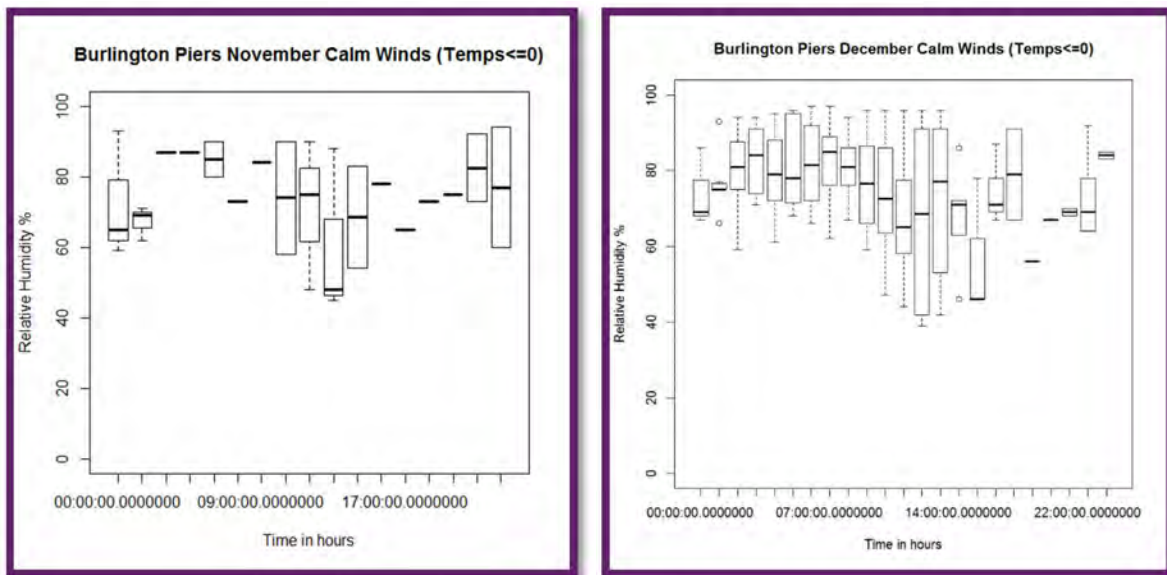 Burlington Piers November Calm Winds (Temps<=0)
Relative Humidity %
100
80
60
40
20
0
00:00:00.0000000 09:00:00.0000000 17:00:00.0000000
Time in hours
Burlington Piers December Calm Winds (Temps<=0)
Relative Humidity %
100
80
60
40
20
0
00:00:00.0000000 07:00:00.0000000 14:00:00.0000000 22:00:00.0000000
Time in hours